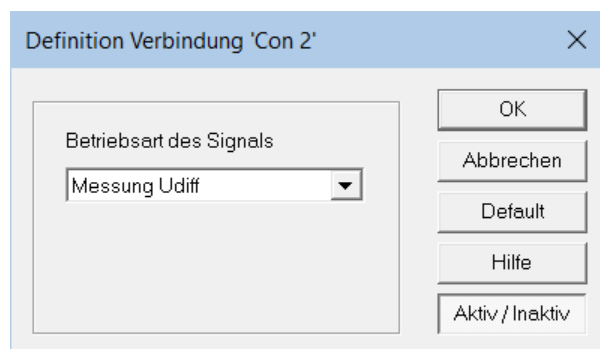 Definition Verbindung 'Con 2'
Betriebsart des Signals
Messung Udiff
OK
Abbrechen
Default
Hilfe
Aktiv / Inaktiv